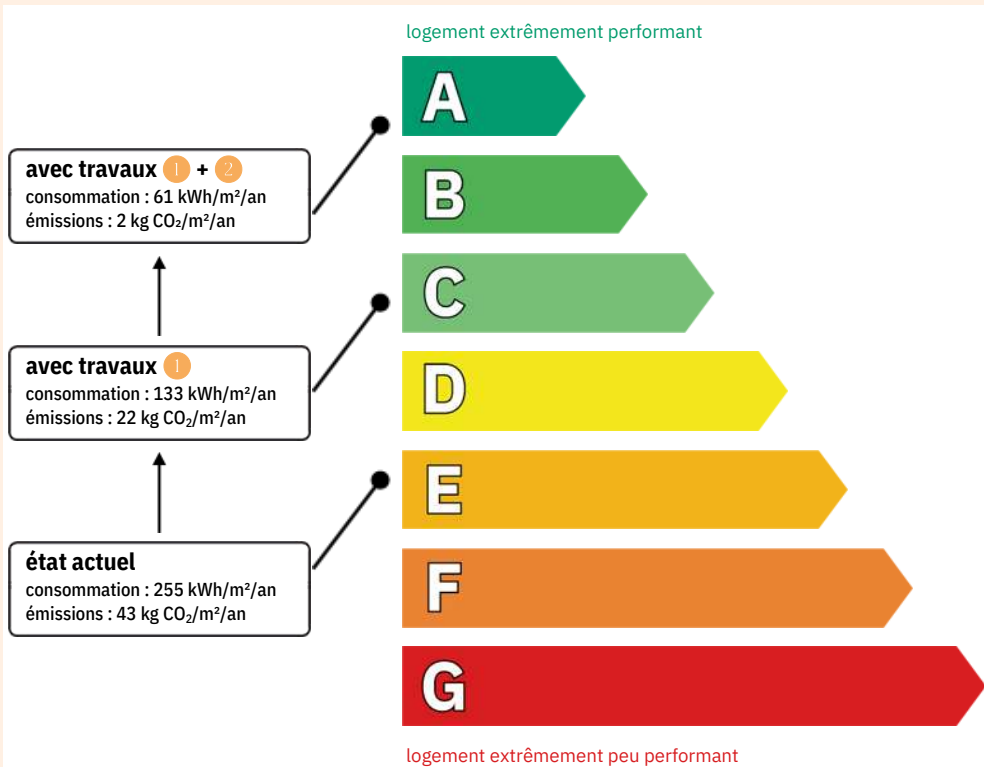 logement extrêmement performant
A
B
C
D
E
F
G
logement extrêmement peu performant
avec travaux 1 + 2
consommation : 61 kWh/m²/an
émissions : 2 kg CO₂/m²/an
avec travaux 1
consommation : 133 kWh/m²/an
émissions : 22 kg CO₂/m²/an
état actuel
consommation : 255 kWh/m²/an
émissions : 43 kg CO₂/m²/an